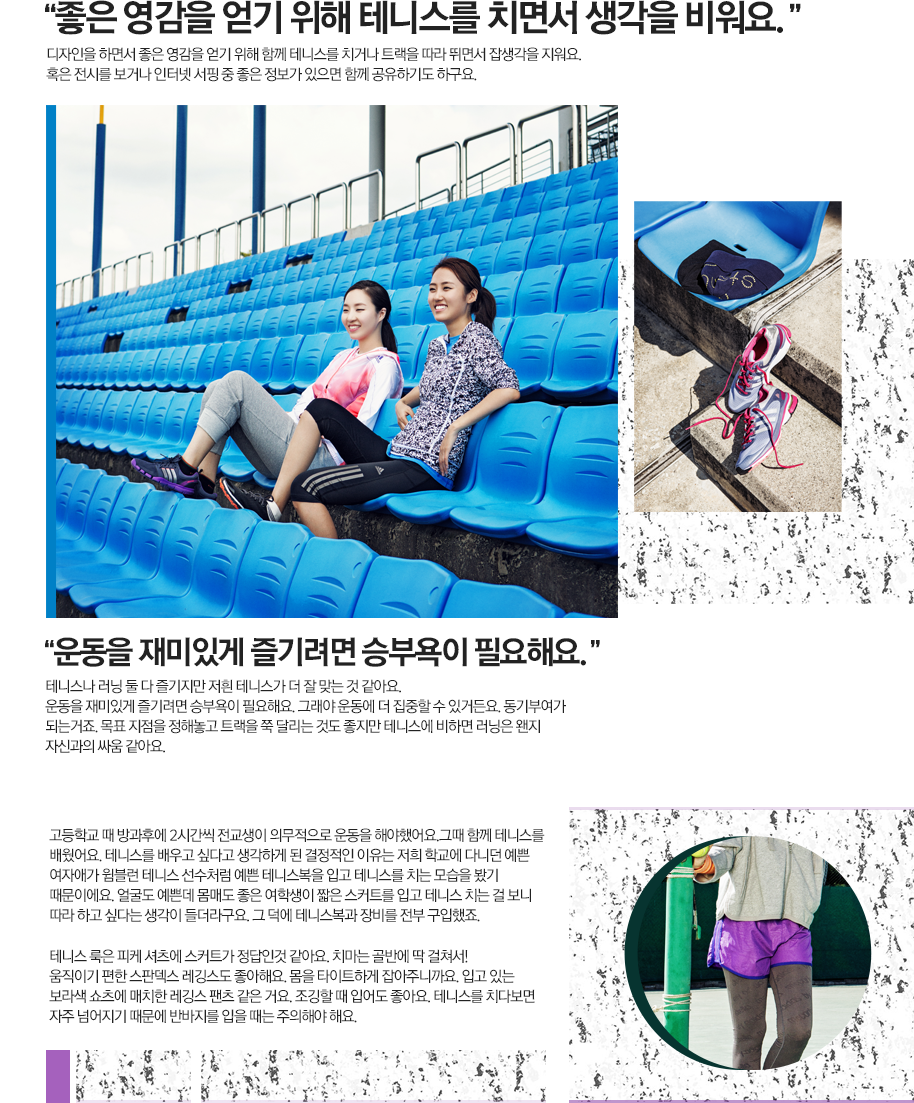 “좋은 영감을 얻기 위해 테니스를 치면서 생각을 비워요. ”
디자인을 하면서 좋은 영감을 얻기 위해 함께 테니스를 치거나 트랙을 따라 뛰면서 잡생각을 지워요.
혹은 전시를 보거나 인터넷 서핑 중 좋은 정보가 있으면 함께 공유하기도 하구요.
adidas
“운동을 재미있게 즐기려면 승부욕이 필요해요. ”
테니스나 러닝 둘 다 즐기지만 저흰 테니스가 더 잘 맞는 것 같아요.
운동을 재미있게 즐기려면 승부욕이 필요해요. 그래야 운동에 더 집중할 수 있거든요. 동기부여가
되는거죠. 목표 지점을 정해놓고 트랙을 쭉 달리는 것도 좋지만 테니스에 비하면 러닝은 왠지
자신과의 싸움 같아요.
고등학교 때 방과후에 2시간씩 전교생이 의무적으로 운동을 해야했어요.그때 함께 테니스를
배웠어요. 테니스를 배우고 싶다고 생각하게 된 결정적인 이유는 저희 학교에 다니던 예쁜
여자애가 윔블런 테니스 선수처럼 예쁜 테니스복을 입고 테니스를 치는 모습을 봤기
때문이에요. 얼굴도 예쁜데 몸매도 좋은 여학생이 짧은 스커트를 입고 테니스 치는 걸 보니
따라 하고 싶다는 생각이 들더라구요. 그 덕에 테니스복과 장비를 전부 구입했죠.
테니스 룩은 피케 셔츠에 스커트가 정답인것 같아요. 치마는 골반에 딱 걸쳐서!
움직이기 편한 스판덱스 레깅스도 좋아해요. 몸을 타이트하게 잡아주니까요. 입고 있는
보라색 쇼츠에 매치한 레깅스 팬츠 같은 거요. 조깅할 때 입어도 좋아요. 테니스를 치다보면
자주 넘어지기 때문에 반바지를 입을 때는 주의해야 해요.